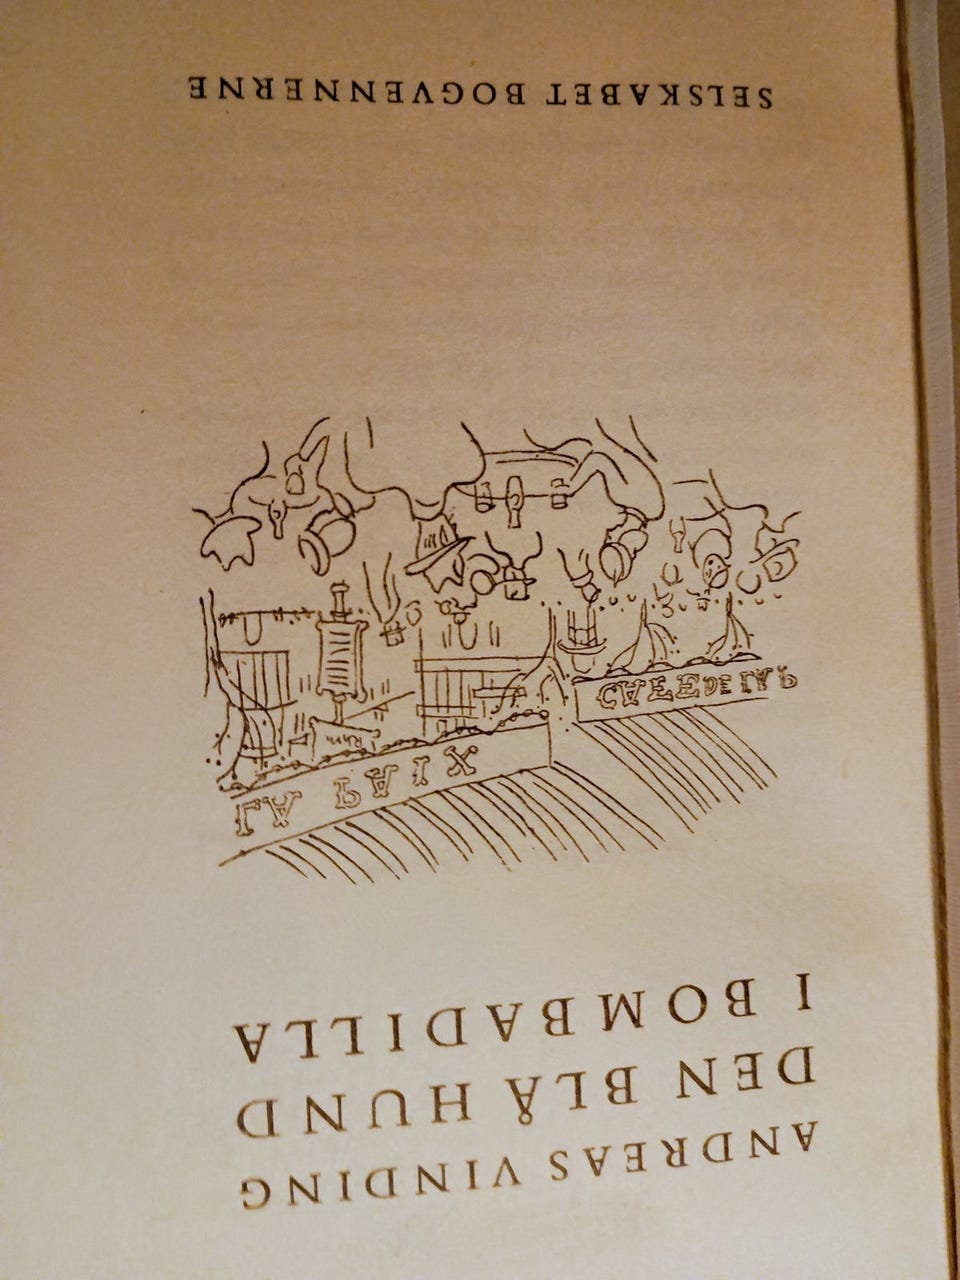 ANDREAS VINDING
DEN BLÅ HUND
I BOMBADILLA
CAFE DE LA P
LA PAIX
SELSKABET BOGVENNERNE